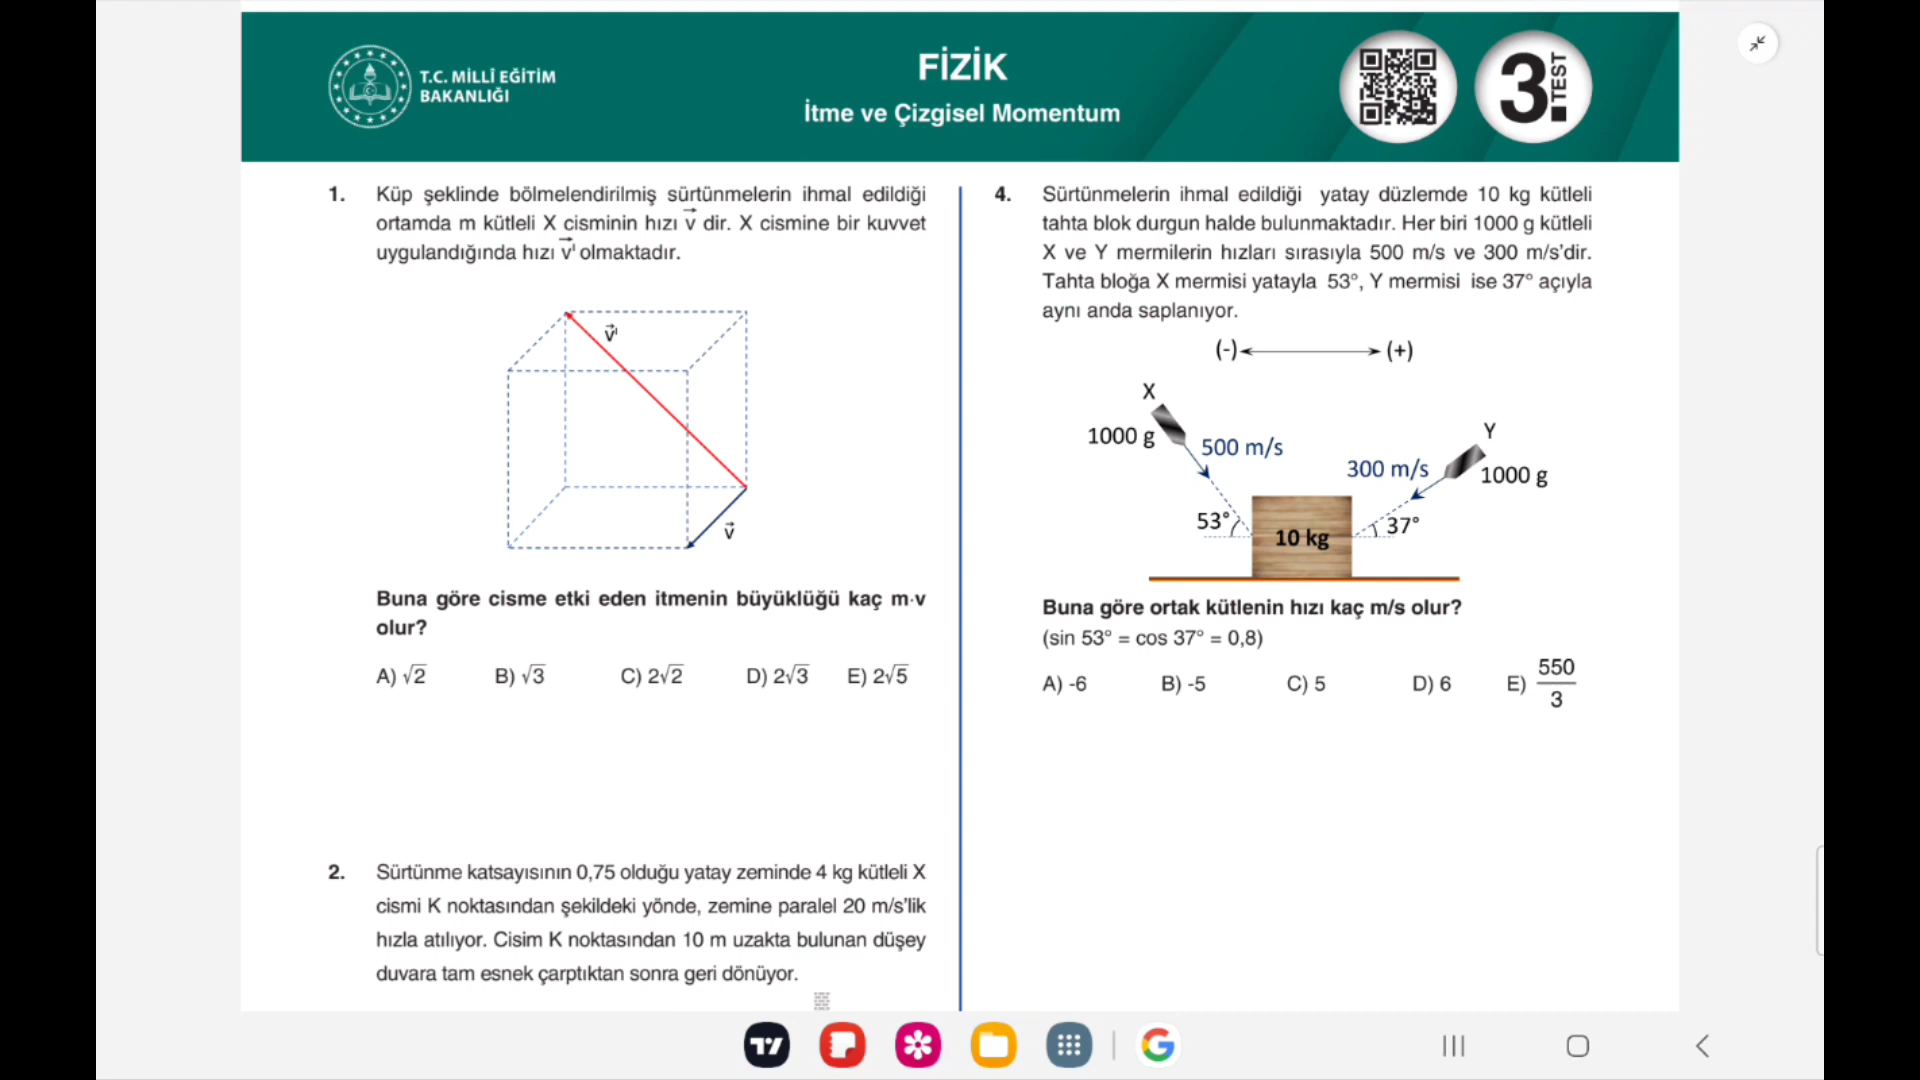 T.C. MİLLÎ EĞİTİM
BAKANLIĞI
FİZİK
İtme ve Çizgisel Momentum
3.TEST
1. Küp şeklinde bölmelendirilmiş sürtünmelerin ihmal edildiği
ortamda m kütleli X cisminin hızı v⃗ dir. X cismine bir kuvvet
uygulandığında hızı v⃗ˡ olmaktadır.
v⃗ˡ
v⃗
Buna göre cisme etki eden itmenin büyüklüğü kaç m·v
olur?
A) √2 B) √3 C) 2√2 D) 2√3 E) 2√5
2. Sürtünme katsayısının 0,75 olduğu yatay zeminde 4 kg kütleli X
cismi K noktasından şekildeki yönde, zemine paralel 20 m/s’lik
hızla atılıyor. Cisim K noktasından 10 m uzakta bulunan düşey
duvara tam esnek çarptıktan sonra geri dönüyor.
4. Sürtünmelerin ihmal edildiği yatay düzlemde 10 kg kütleli
tahta blok durgun halde bulunmaktadır. Her biri 1000 g kütleli
X ve Y mermilerin hızları sırasıyla 500 m/s ve 300 m/s’dir.
Tahta bloğa X mermisi yatayla 53°, Y mermisi ise 37° açıyla
aynı anda saplanıyor.
(-) (+)
X
1000 g
500 m/s
Y
300 m/s
1000 g
53°
37°
10 kg
Buna göre ortak kütlenin hızı kaç m/s olur?
(sin 53° = cos 37° = 0,8)
A) -6 B) -5 C) 5 D) 6 E) 550/3